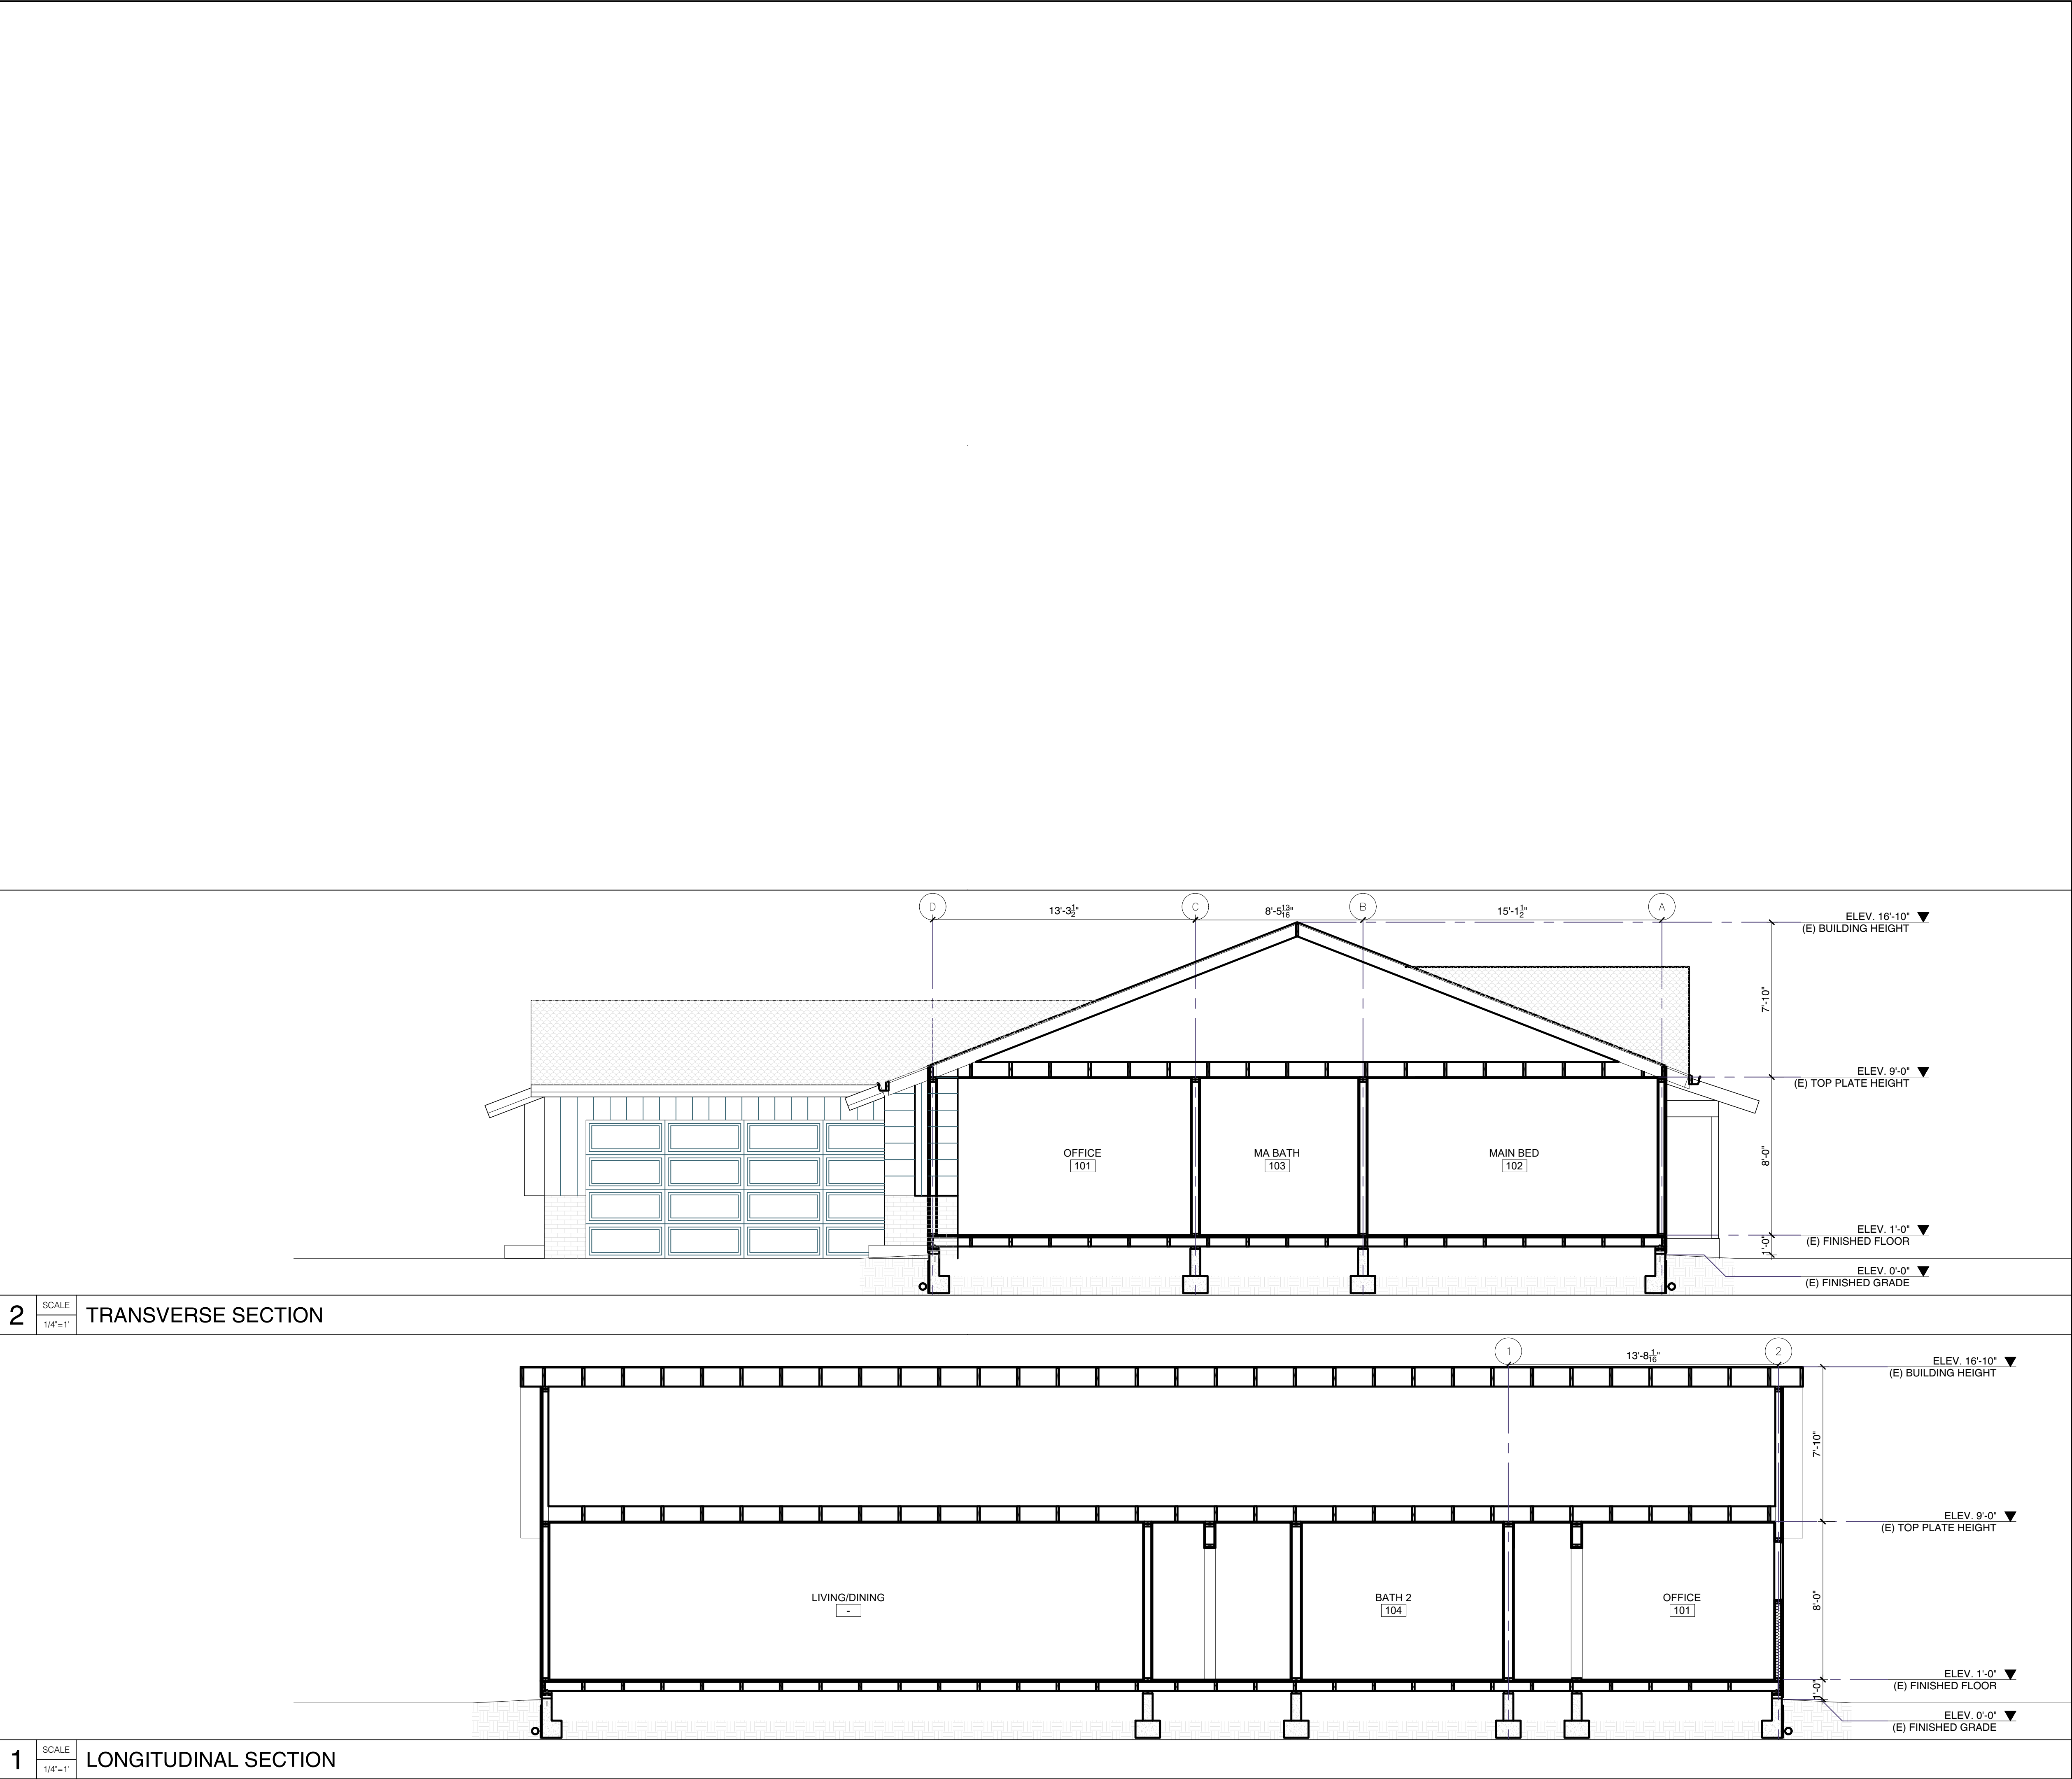 D
C
B
A
13'-3 1/2"
8'-5 13/16"
15'-1 1/2"
ELEV. 16'-10"
(E) BUILDING HEIGHT
7'-10"
ELEV. 9'-0"
(E) TOP PLATE HEIGHT
OFFICE
101
MA BATH
103
MAIN BED
102
8'-0"
ELEV. 1'-0"
(E) FINISHED FLOOR
1'-0"
ELEV. 0'-0"
(E) FINISHED GRADE
2
SCALE
1/4"=1'
TRANSVERSE SECTION
1
2
13'-8 1/16"
ELEV. 16'-10"
(E) BUILDING HEIGHT
7'-10"
ELEV. 9'-0"
(E) TOP PLATE HEIGHT
LIVING/DINING
-
BATH 2
104
OFFICE
101
8'-0"
ELEV. 1'-0"
(E) FINISHED FLOOR
1'-0"
ELEV. 0'-0"
(E) FINISHED GRADE
1
SCALE
1/4"=1'
LONGITUDINAL SECTION